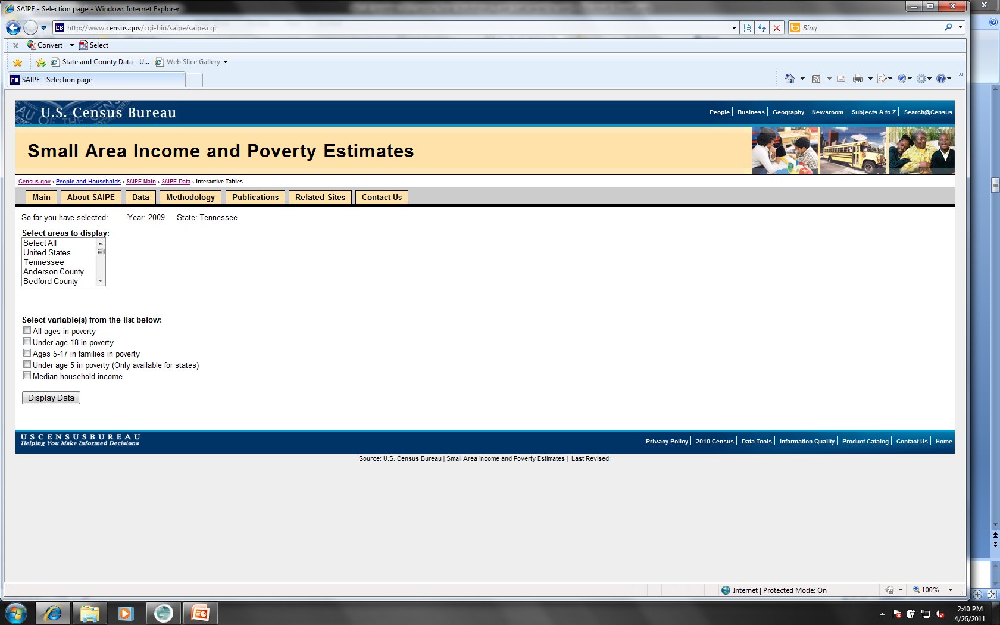 SAIPE - Selection page - Windows Internet Explorer
http://www.census.gov/cgi-bin/saipe/saipe.cgi
Bing
Convert Select
State and County Data - U... Web Slice Gallery
SAIPE - Selection page
U.S. Census Bureau
People Business Geography Newsroom Subjects A to Z Search@Census
Small Area Income and Poverty Estimates
Census.gov › People and Households › SAIPE Main › SAIPE Data › Interactive Tables
Main About SAIPE Data Methodology Publications Related Sites Contact Us
So far you have selected: Year: 2009 State: Tennessee
Select areas to display:
Select All
United States
Tennessee
Anderson County
Bedford County
Select variable(s) from the list below:
All ages in poverty
Under age 18 in poverty
Ages 5-17 in families in poverty
Under age 5 in poverty (Only available for states)
Median household income
Display Data
USCENSUSBUREAU
Helping You Make Informed Decisions
Privacy Policy 2010 Census Data Tools Information Quality Product Catalog Contact Us Home
Source: U.S. Census Bureau | Small Area Income and Poverty Estimates | Last Revised:
Internet | Protected Mode: On
100%
2:40 PM
4/26/2011